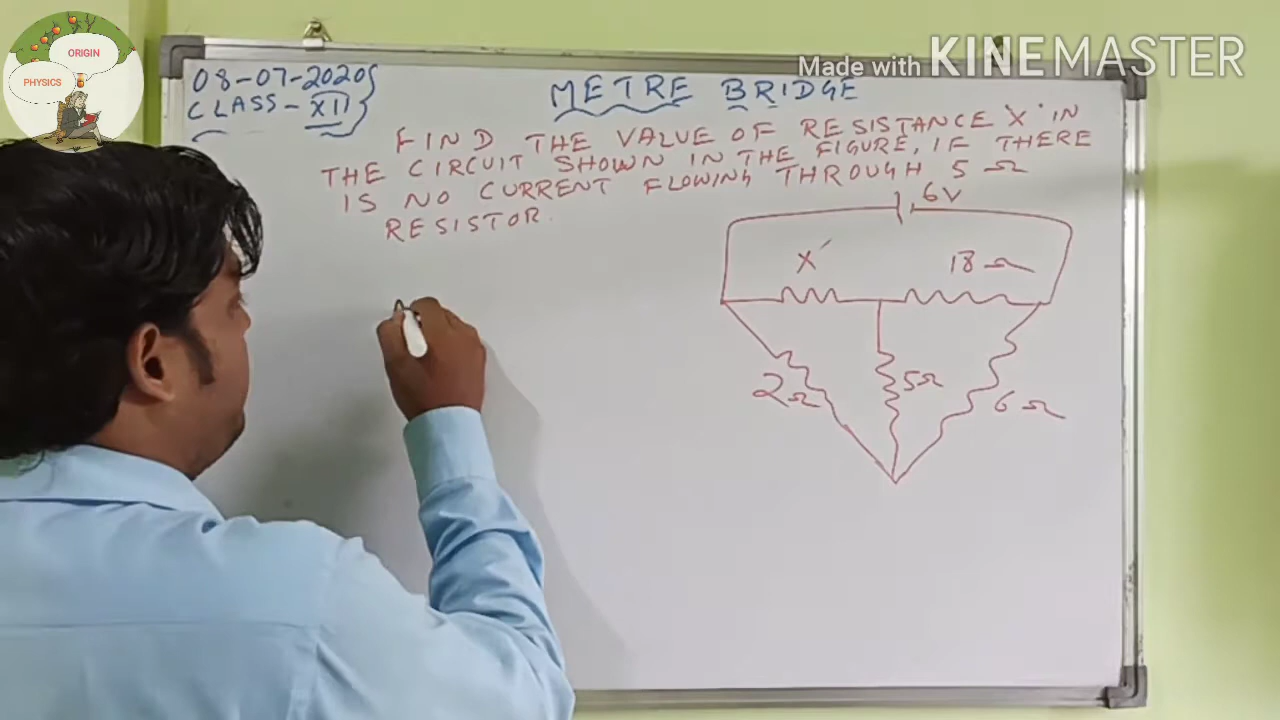 ORIGIN
PHYSICS
Made with KINEMASTER
08-07-2020
CLASS-XII
METRE BRIDGE
FIND THE VALUE OF RESISTANCE 'X' IN
THE CIRCUIT SHOWN IN THE FIGURE, IF THERE
IS NO CURRENT FLOWING THROUGH 5 Ω
RESISTOR.
6V
X
18 Ω
2Ω
5Ω
6 Ω